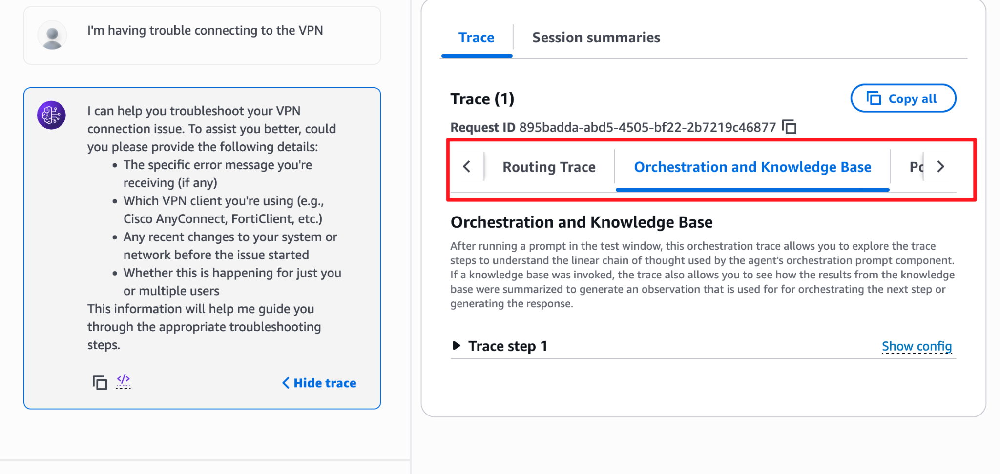 I'm having trouble connecting to the VPN
I can help you troubleshoot your VPN
connection issue. To assist you better, could
you please provide the following details:
• The specific error message you're
receiving (if any)
• Which VPN client you're using (e.g.,
Cisco AnyConnect, FortiClient, etc.)
• Any recent changes to your system or
network before the issue started
• Whether this is happening for just you
or multiple users
This information will help me guide you
through the appropriate troubleshooting
steps.
</>
Hide trace
Trace
Session summaries
Trace (1)
Copy all
Request ID 895badda-abd5-4505-bf22-2b7219c46877
Routing Trace
Orchestration and Knowledge Base
Orchestration and Knowledge Base
After running a prompt in the test window, this orchestration trace allows you to explore the trace
steps to understand the linear chain of thought used by the agent's orchestration prompt component.
If a knowledge base was invoked, the trace also allows you to see how the results from the knowledge
base were summarized to generate an observation that is used for for orchestrating the next step or
generating the response.
Trace step 1
Show config